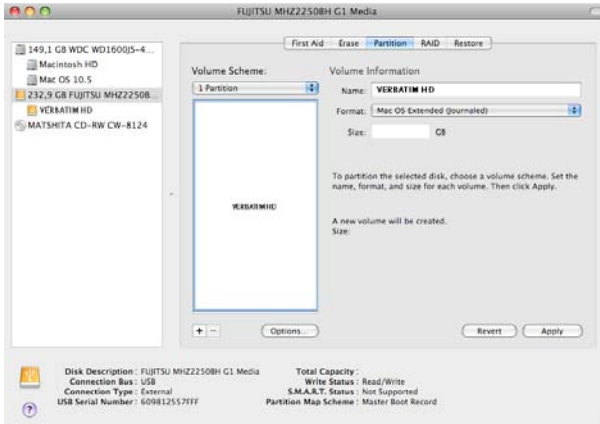 FUJITSU MHZ2250BH G1 Media
First Aid Erase Partition RAID Restore
149,1 GB WDC WD1600JS-4...
Macintosh HD
Mac OS 10.5
232,9 GB FUJITSU MHZ2250B...
VERBATIM HD
MATSHITA CD-RW CW-8124
Volume Scheme:
1 Partition
VERBATIM HD
+ −
Options...
Volume Information
Name: VERBATIM HD
Format: Mac OS Extended (Journaled)
Size: GB
To partition the selected disk, choose a volume scheme. Set the
name, format, and size for each volume. Then click Apply.
A new volume will be created.
Size:
Revert Apply
Disk Description : FUJITSU MHZ2250BH G1 Media
Connection Bus : USB
Connection Type : External
USB Serial Number : 609812557FFF
Total Capacity :
Write Status : Read/Write
S.M.A.R.T. Status : Not Supported
Partition Map Scheme : Master Boot Record
?